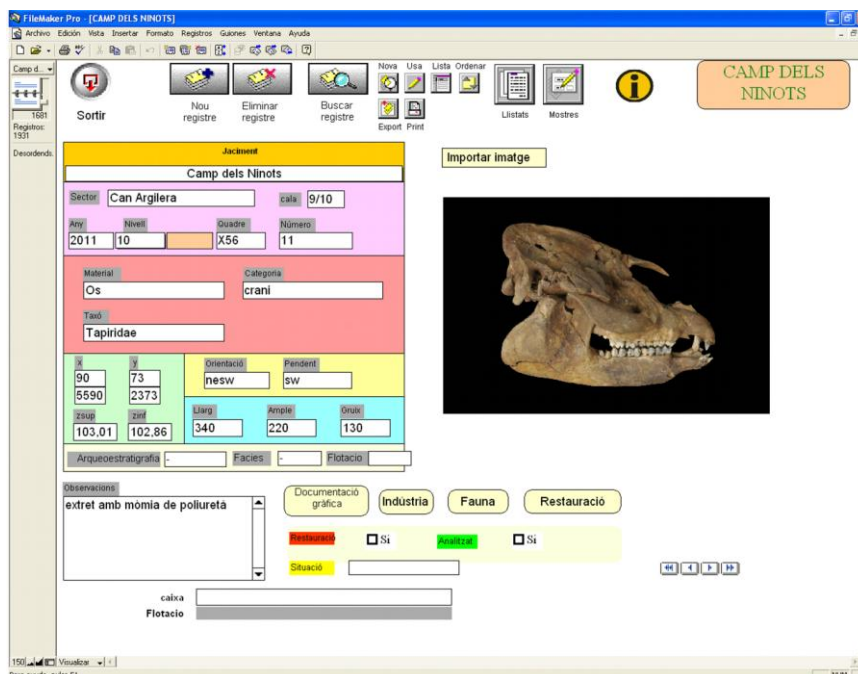 FileMaker Pro - [CAMP DELS NINOTS]
Archivo Edición Vista Insertar Formato Registros Guiones Ventana Ayuda
Camp d...
1681
Registros:
1931
Desordends.
Sortir
Nou registre
Eliminar registre
Buscar registre
Nova Usa Lista Ordenar
Export Print
Llistats
Mostres
CAMP DELS
NINOTS
Jaciment
Camp dels Ninots
Importar imatge
Sector Can Argilera cala 9/10
Any Nivell Quadre Número
2011 10 X56 11
Material Categoria
Os crani
Taxó
Tapiridae
x y
90 73
5590 2373
zsup zinf
103,01 102,86
Orientació Pendent
nesw sw
Llarg Ample Gruix
340 220 130
Arqueoestratigrafia - Facies - Flotacio
Observacions
extret amb mòmia de poliuretà
Documentació
gràfica
Indústria
Fauna
Restauració
Restauració Si Analitzat Si
Situació
caixa
Flotacio
150 Visualizar